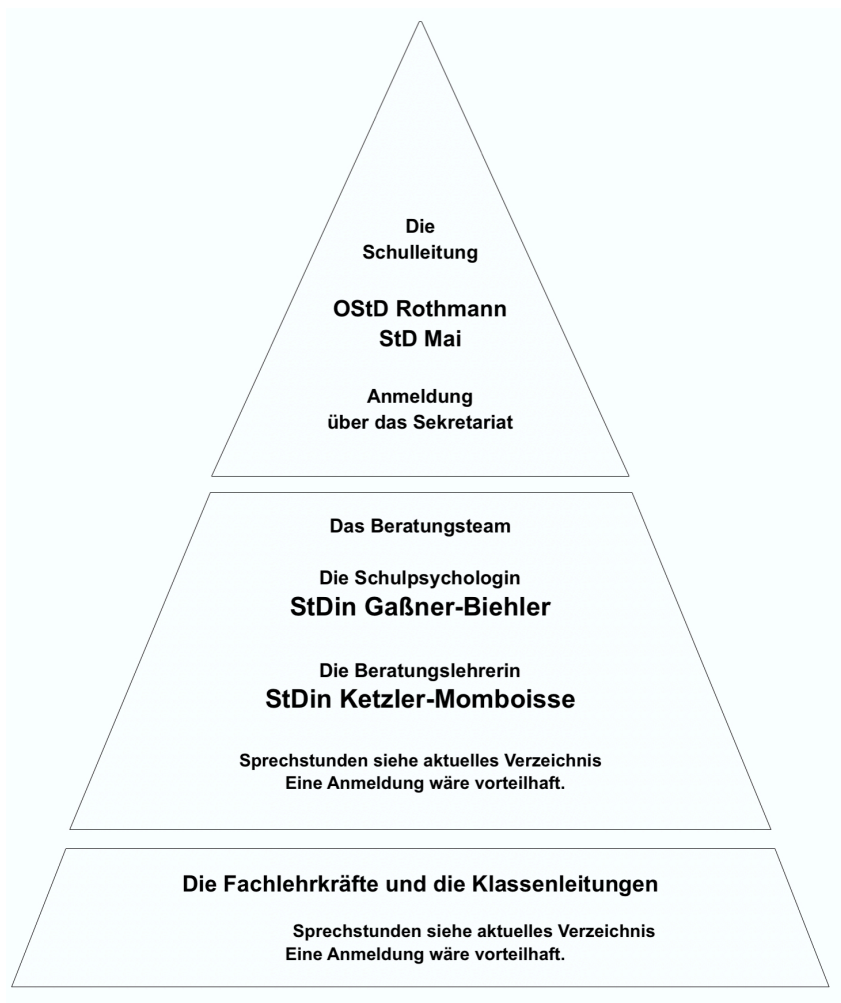 Die
Schulleitung
OStD Rothmann
StD Mai
Anmeldung
über das Sekretariat
Das Beratungsteam
Die Schulpsychologin
StDin Gaßner-Biehler
Die Beratungslehrerin
StDin Ketzler-Momboisse
Sprechstunden siehe aktuelles Verzeichnis
Eine Anmeldung wäre vorteilhaft.
Die Fachlehrkräfte und die Klassenleitungen
Sprechstunden siehe aktuelles Verzeichnis
Eine Anmeldung wäre vorteilhaft.